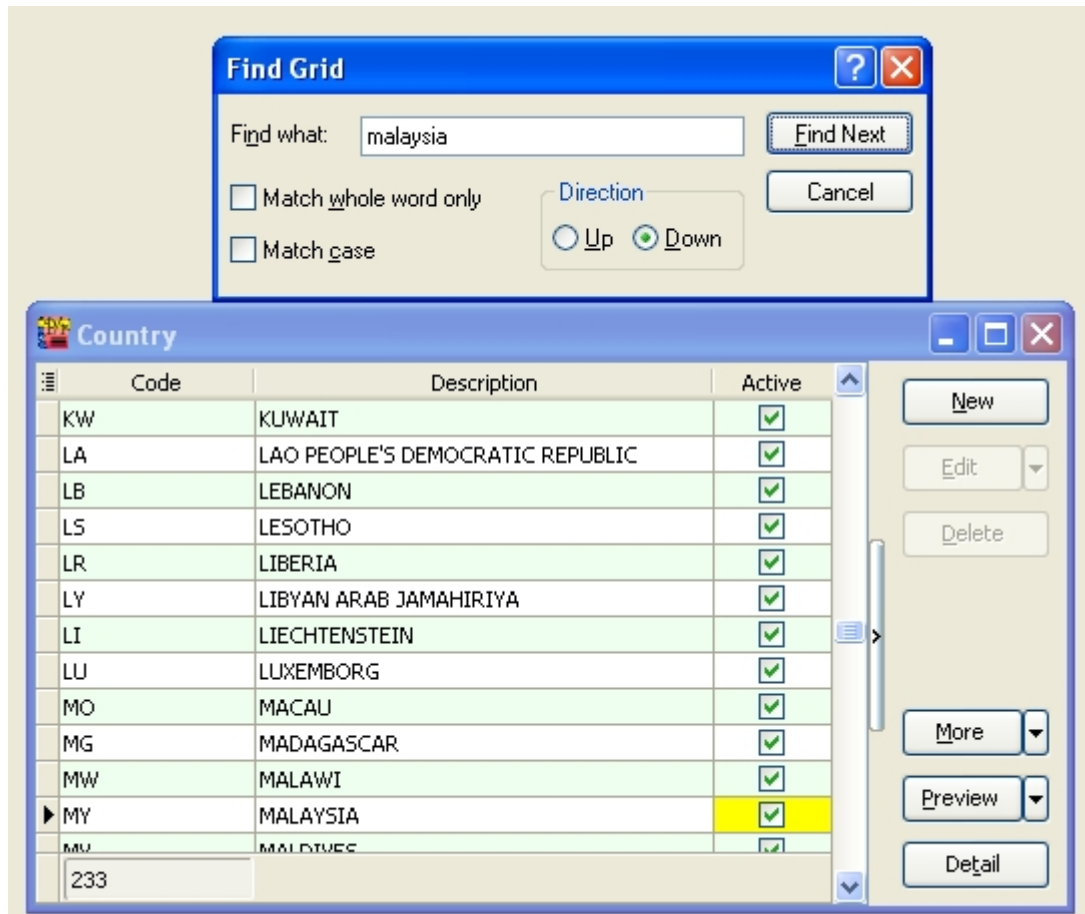 Find Grid
Find what: malaysia Find Next
Match whole word only Direction Cancel
Match case Up Down
Country
Code Description Active
New
KW KUWAIT
LA LAO PEOPLE'S DEMOCRATIC REPUBLIC
Edit
LB LEBANON
LS LESOTHO
Delete
LR LIBERIA
LY LIBYAN ARAB JAMAHIRIYA
LI LIECHTENSTEIN
LU LUXEMBORG
MO MACAU
MG MADAGASCAR
More
MW MALAWI
Preview
MY MALAYSIA
MV MALDIVES
233
Detail